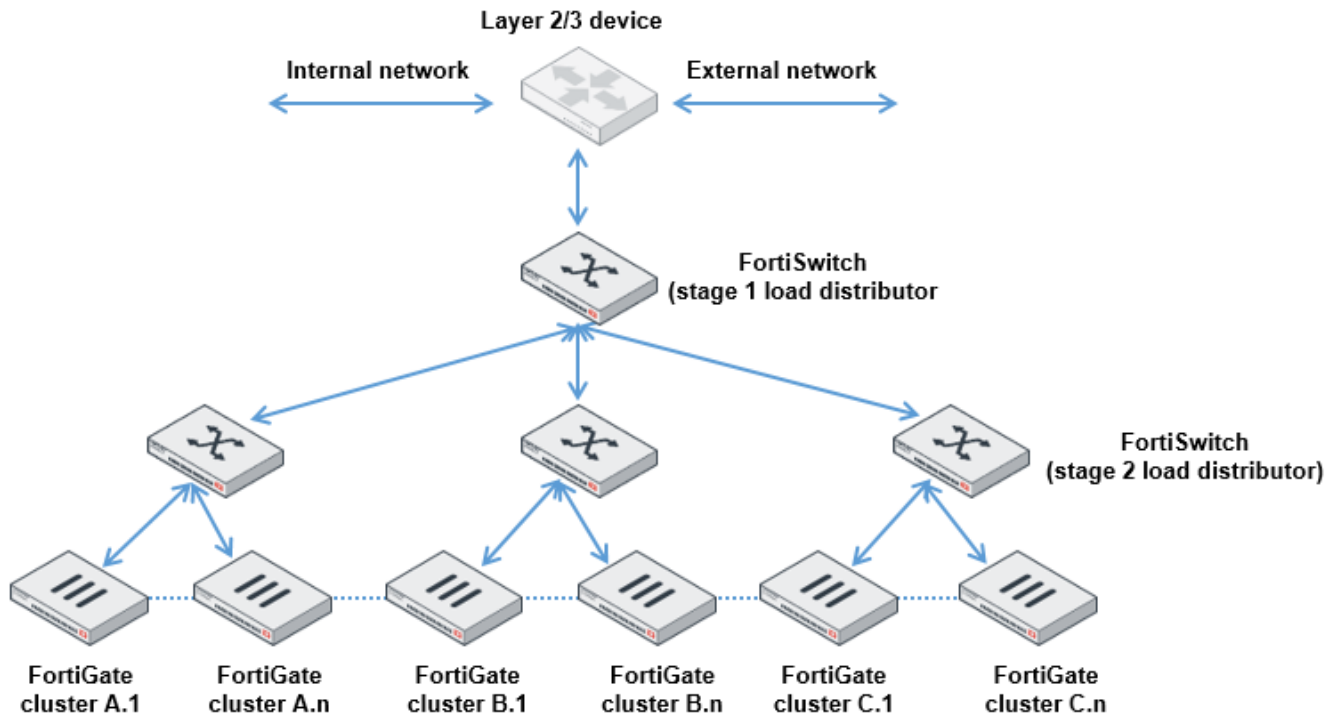 Layer 2/3 device
Internal network
External network
FortiSwitch
(stage 1 load distributor
FortiSwitch
(stage 2 load distributor)
FortiGate
cluster A.1
FortiGate
cluster A.n
FortiGate
cluster B.1
FortiGate
cluster B.n
FortiGate
cluster C.1
FortiGate
cluster C.n